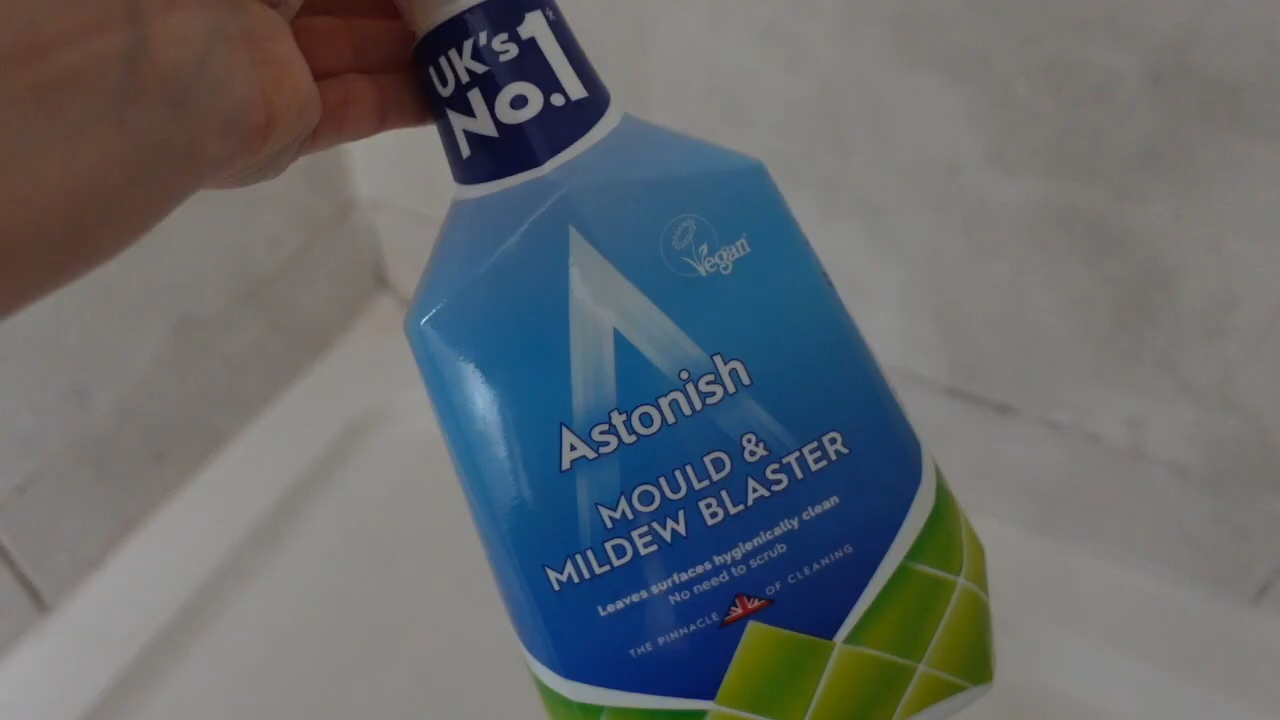 UK's
No.1*
Vegan
Astonish
MOULD &
MILDEW BLASTER
Leaves surfaces hygienically clean
No need to scrub
THE PINNACLE OF CLEANING